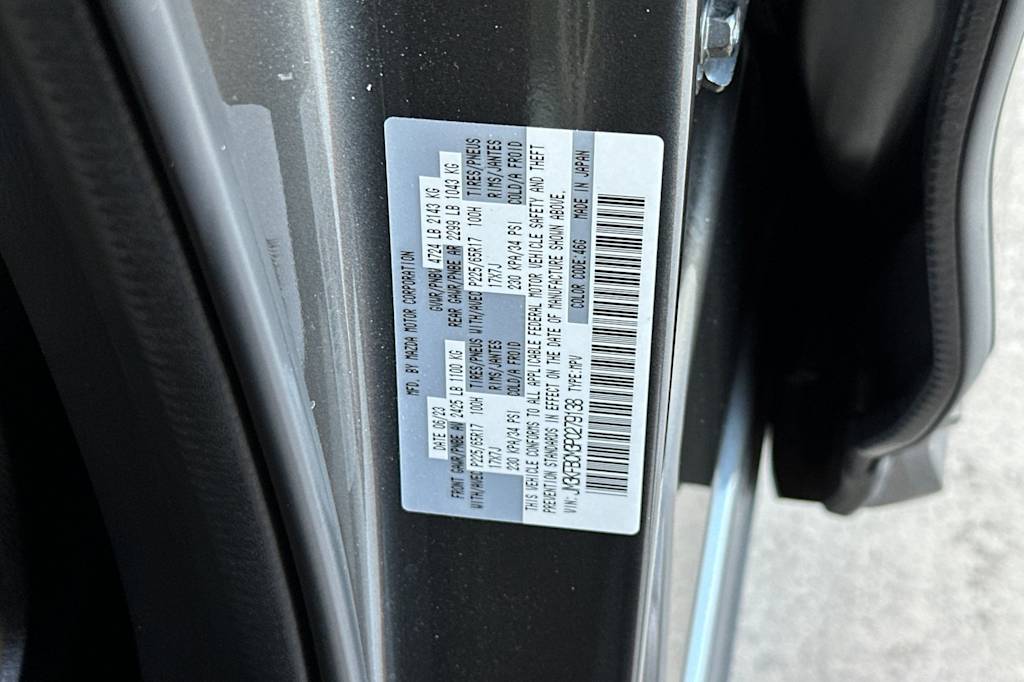 MFD. BY MAZDA MOTOR CORPORATION
DATE 06/23 GVWR/PNBV 4724 LB 2143 KG
FRONT GAWR/PNBE AV 2425 LB 1100 KG REAR GAWR/PNBE AR 2299 LB 1043 KG
WITH/AVEC P225/65R17 100H TIRES/PNEUS WITH/AVEC P225/65R17 100H TIRES/PNEUS
17X7J RIMS/JANTES 17X7J RIMS/JANTES
230 KPA/34 PSI COLD/A FROID 230 KPA/34 PSI COLD/A FROID
THIS VEHICLE CONFORMS TO ALL APPLICABLE FEDERAL MOTOR VEHICLE SAFETY AND THEFT
PREVENTION STANDARDS IN EFFECT ON THE DATE OF MANUFACTURE SHOWN ABOVE.
VIN: TYPE:MPV COLOR CODE:46G MADE IN JAPAN